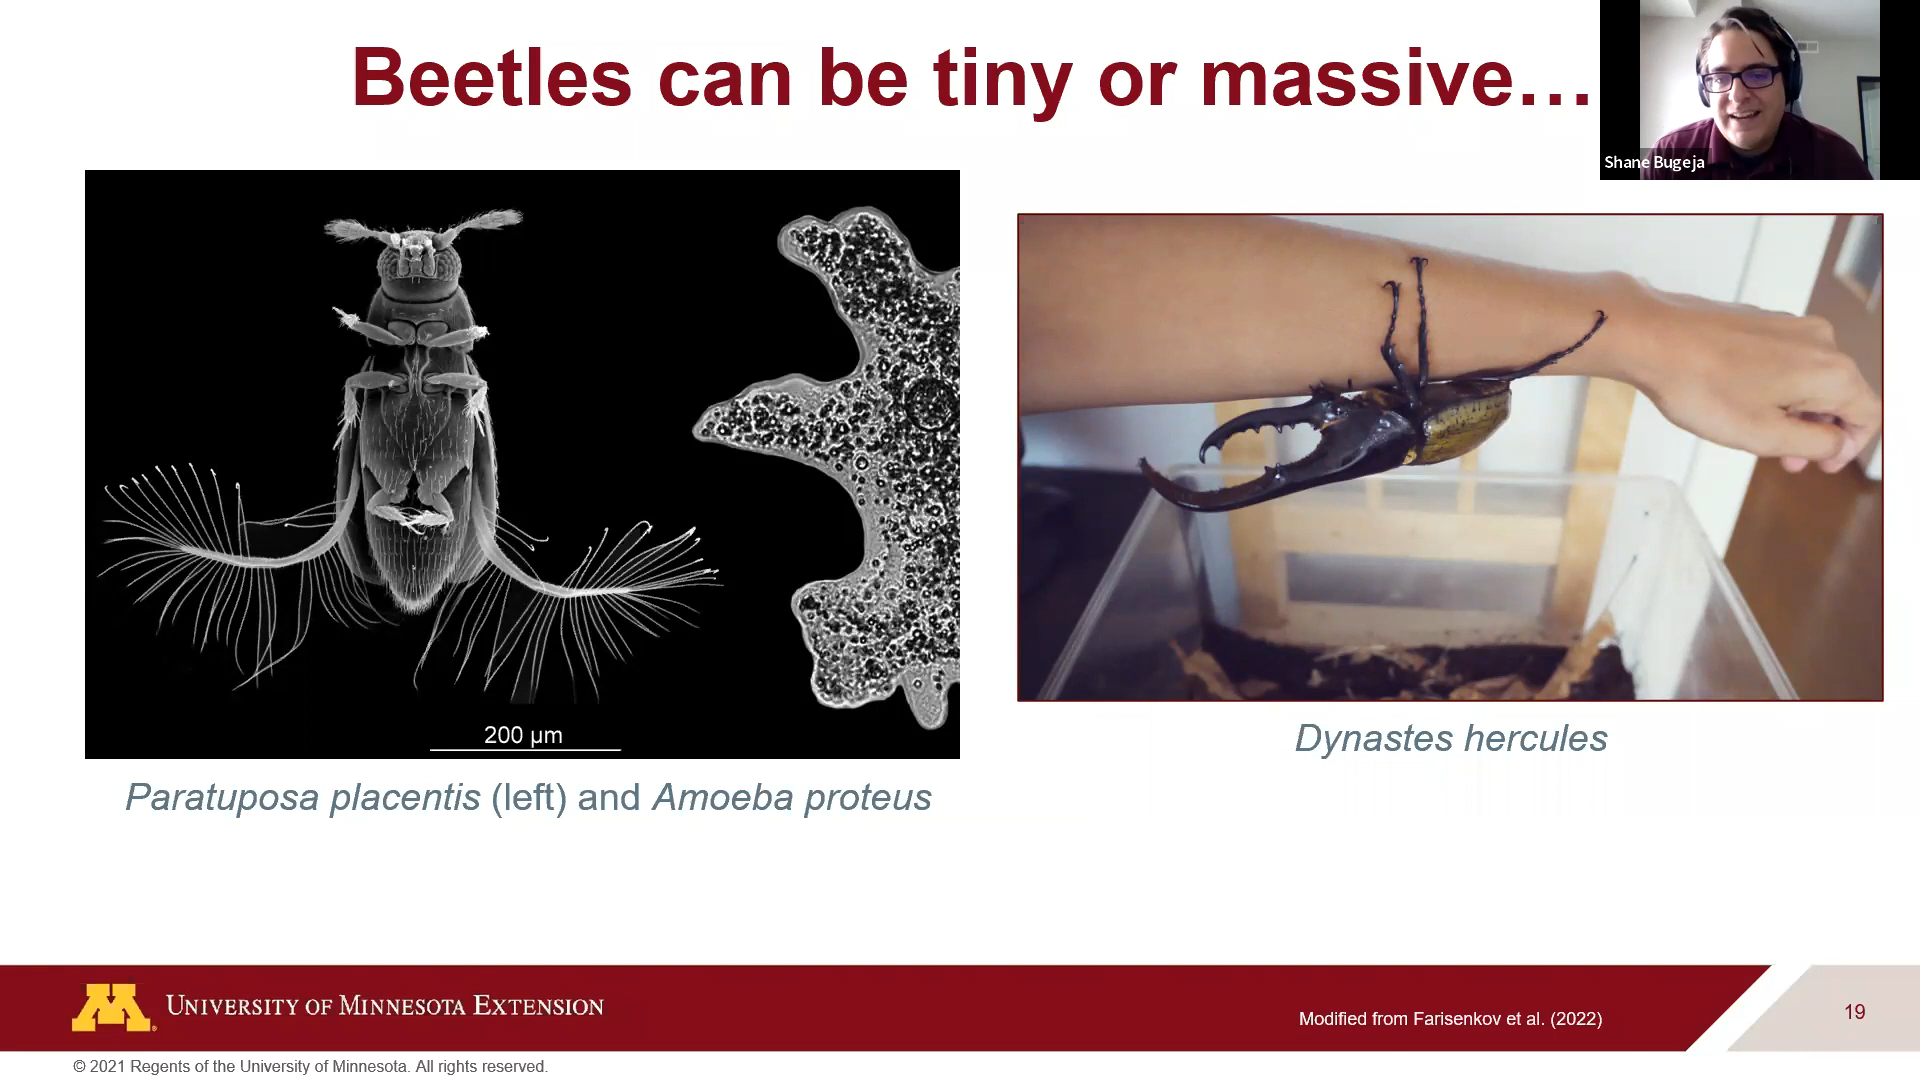 Beetles can be tiny or massive…
Shane Bugeja
200 µm
Paratuposa placentis (left) and Amoeba proteus
Dynastes hercules
M
UNIVERSITY OF MINNESOTA EXTENSION
Modified from Farisenkov et al. (2022)
19
© 2021 Regents of the University of Minnesota. All rights reserved.